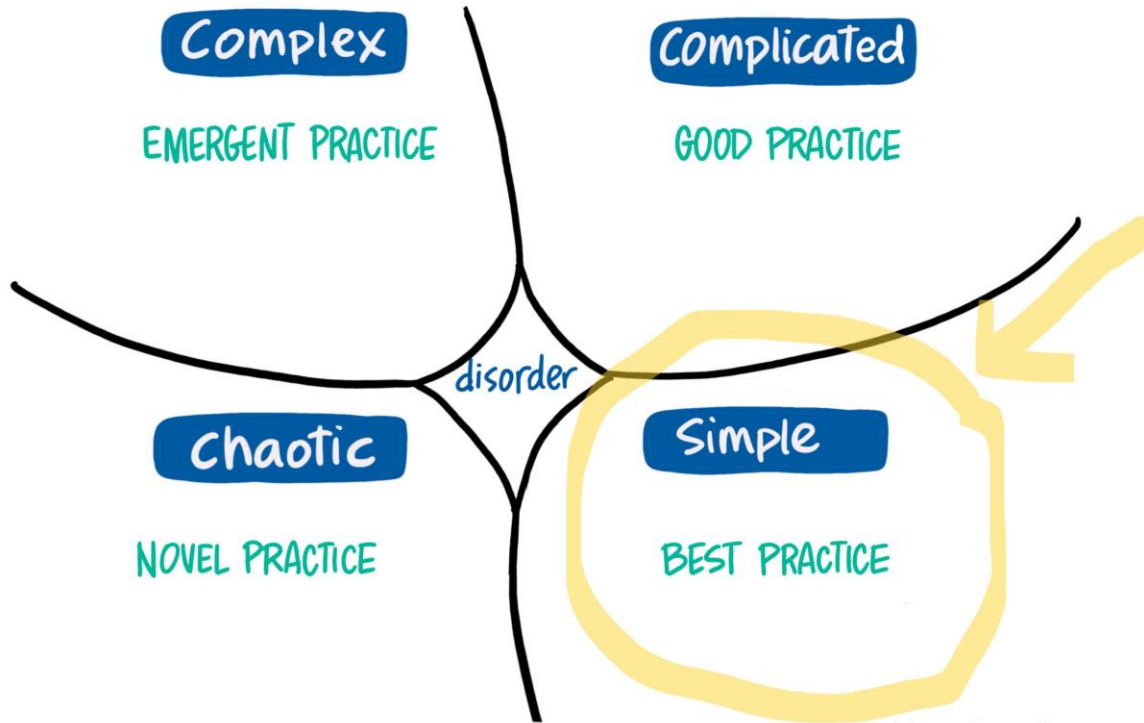 Complex
EMERGENT PRACTICE
Complicated
GOOD PRACTICE
disorder
Chaotic
NOVEL PRACTICE
Simple
BEST PRACTICE